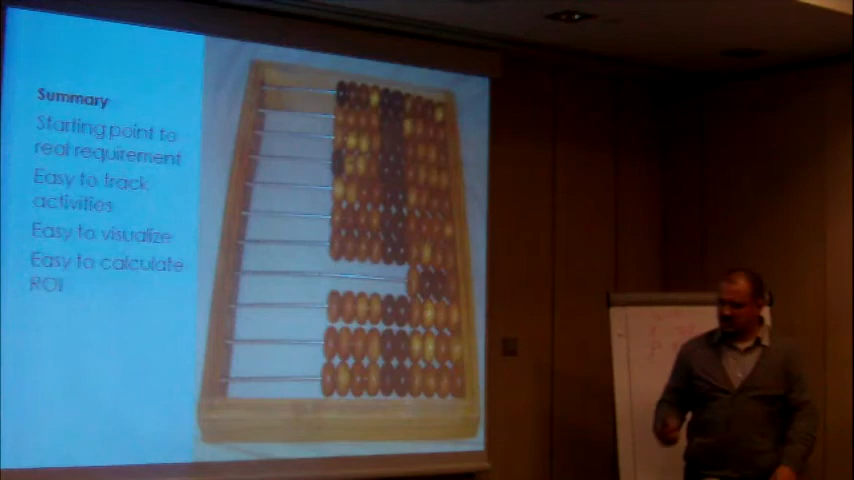 Summary
Starting point to
real requirement
Easy to track
activities
Easy to visualize
Easy to calculate
ROI